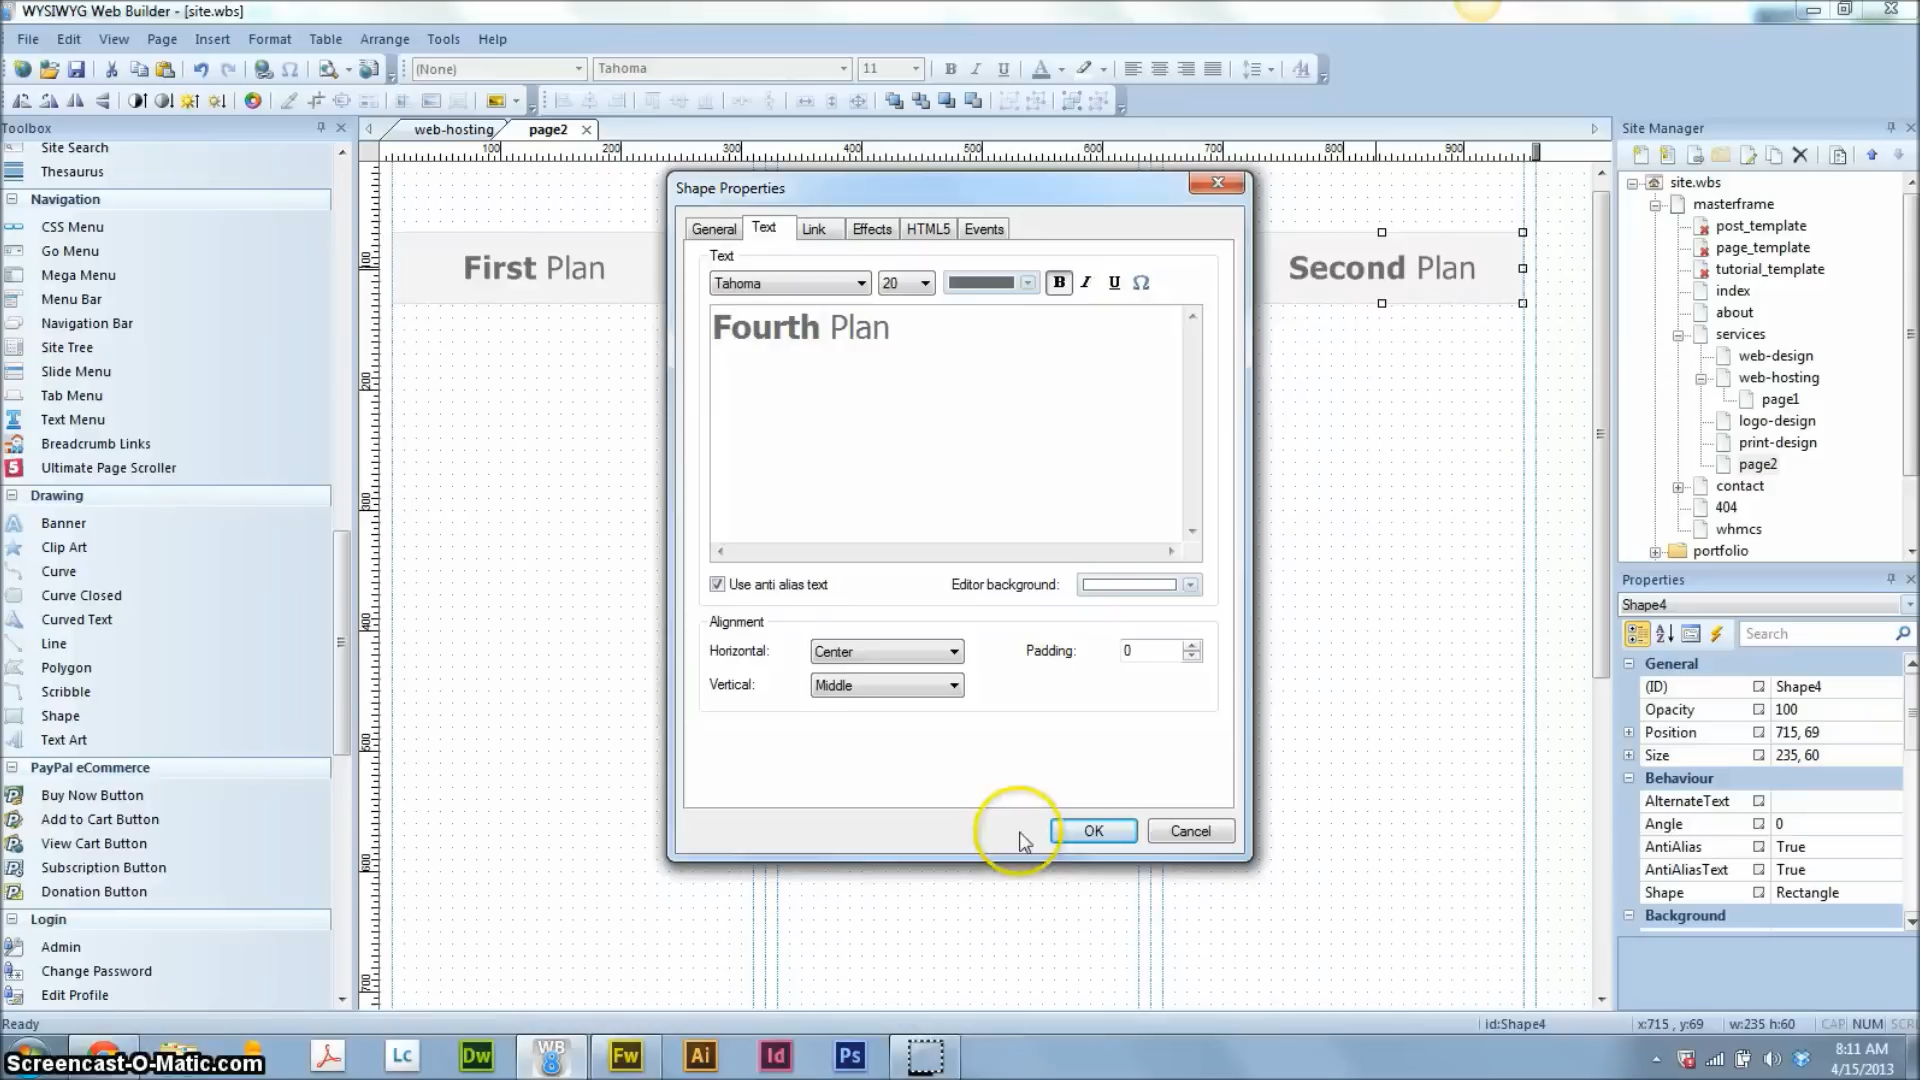 WYSIWYG Web Builder - [site.wbs]
File Edit View Page Insert Format Table Arrange Tools Help
(None) Tahoma 11 B I U A
Toolbox
Site Search
Thesaurus
Navigation
CSS Menu
Go Menu
Mega Menu
Menu Bar
Navigation Bar
Site Tree
Slide Menu
Tab Menu
Text Menu
Breadcrumb Links
5 Ultimate Page Scroller
Drawing
Banner
Clip Art
Curve
Curve Closed
Curved Text
Line
Polygon
Scribble
Shape
Text Art
PayPal eCommerce
Buy Now Button
Add to Cart Button
View Cart Button
Subscription Button
Donation Button
Login
Admin
Change Password
Edit Profile
web-hosting page2
100 200 300 400 500 600 700 800 900
100
200
300
400
500
600
700
First Plan
Second Plan
Shape Properties
General Text Link Effects HTML5 Events
Text
Tahoma 20 B I U Ω
Fourth Plan
Use anti alias text Editor background:
Alignment
Horizontal: Center Padding: 0
Vertical: Middle
OK Cancel
Site Manager
site.wbs
masterframe
post_template
page_template
tutorial_template
index
about
services
web-design
web-hosting
page1
logo-design
print-design
page2
contact
404
whmcs
portfolio
Properties
Shape4
Search
General
(ID) Shape4
Opacity 100
Position 715, 69
Size 235, 60
Behaviour
AlternateText
Angle 0
AntiAlias True
AntiAliasText True
Shape Rectangle
Background
Ready id:Shape4 x:715 , y:69 w:235 h:60 CAP NUM SCRL
Screencast-O-Matic.com
Lc Dw WB 8 Fw Ai Id Ps
8:11 AM
4/15/2013